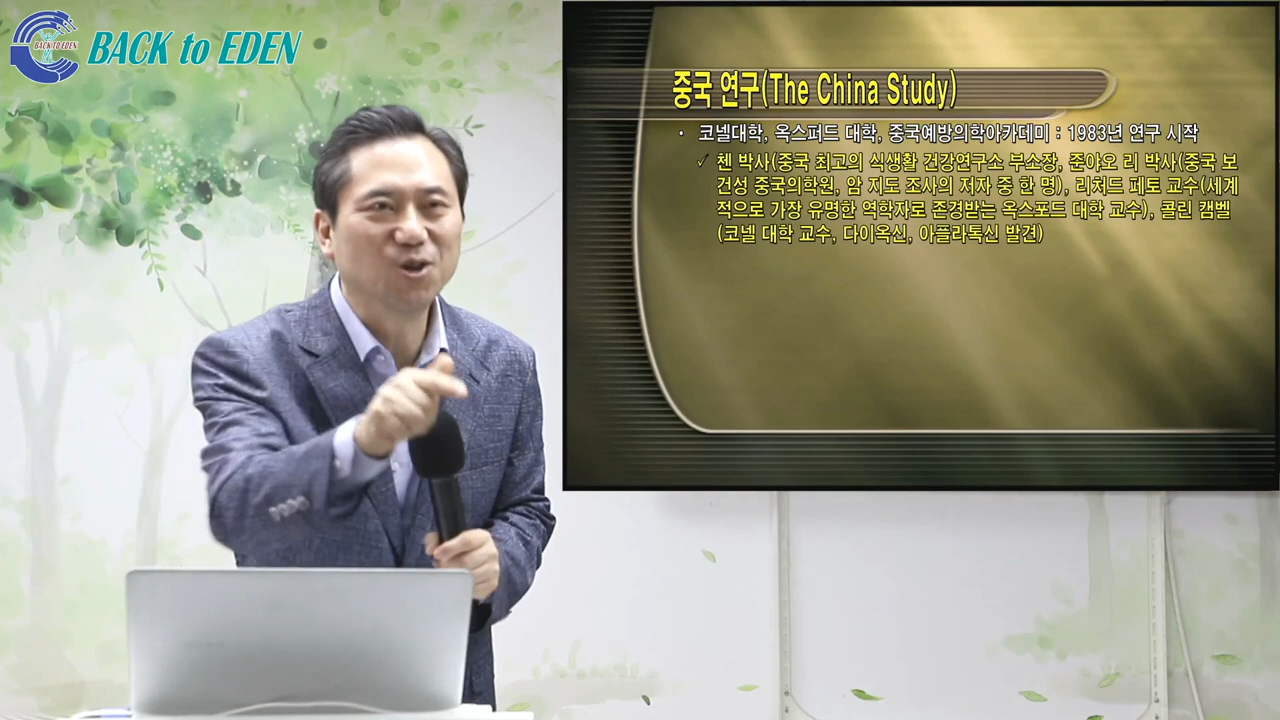 BACK TO EDEN
BACK to EDEN
중국 연구(The China Study)
• 코넬대학, 옥스퍼드 대학, 중국예방의학아카데미 : 1983년 연구 시작
✓ 첸 박사(중국 최고의 식생활 건강연구소 부소장, 준야오 리 박사(중국 보
건성 중국의학원, 암 지도 조사의 저자 중 한 명), 리처드 페토 교수(세계
적으로 가장 유명한 역학자로 존경받는 옥스포드 대학 교수), 콜린 캠벨
(코넬 대학 교수, 다이옥신, 아플라톡신 발견)